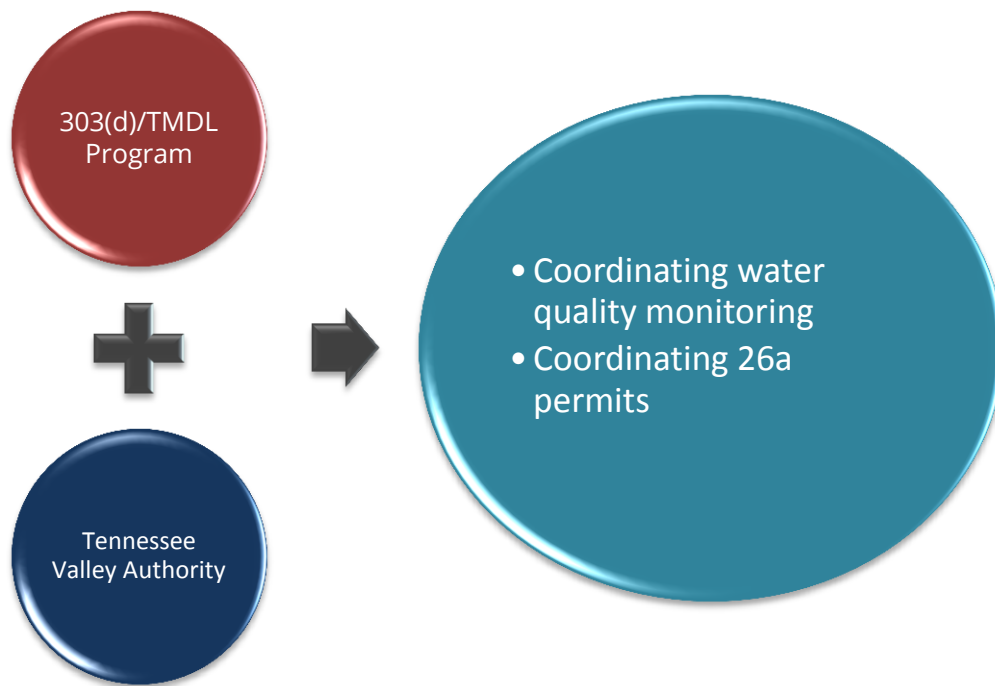 303(d)/TMDL
Program
Tennessee
Valley Authority
• Coordinating water
quality monitoring
• Coordinating 26a
permits